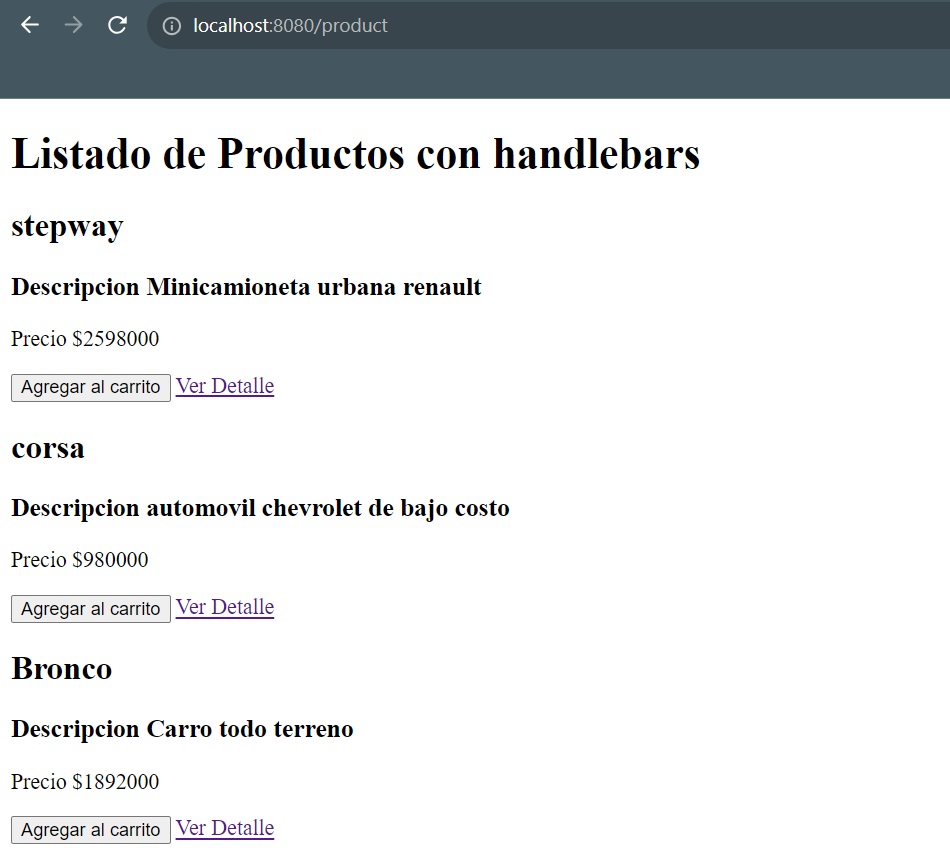 localhost:8080/product
Listado de Productos con handlebars
stepway
Descripcion Minicamioneta urbana renault
Precio $2598000
Agregar al carrito Ver Detalle
corsa
Descripcion automovil chevrolet de bajo costo
Precio $980000
Agregar al carrito Ver Detalle
Bronco
Descripcion Carro todo terreno
Precio $1892000
Agregar al carrito Ver Detalle